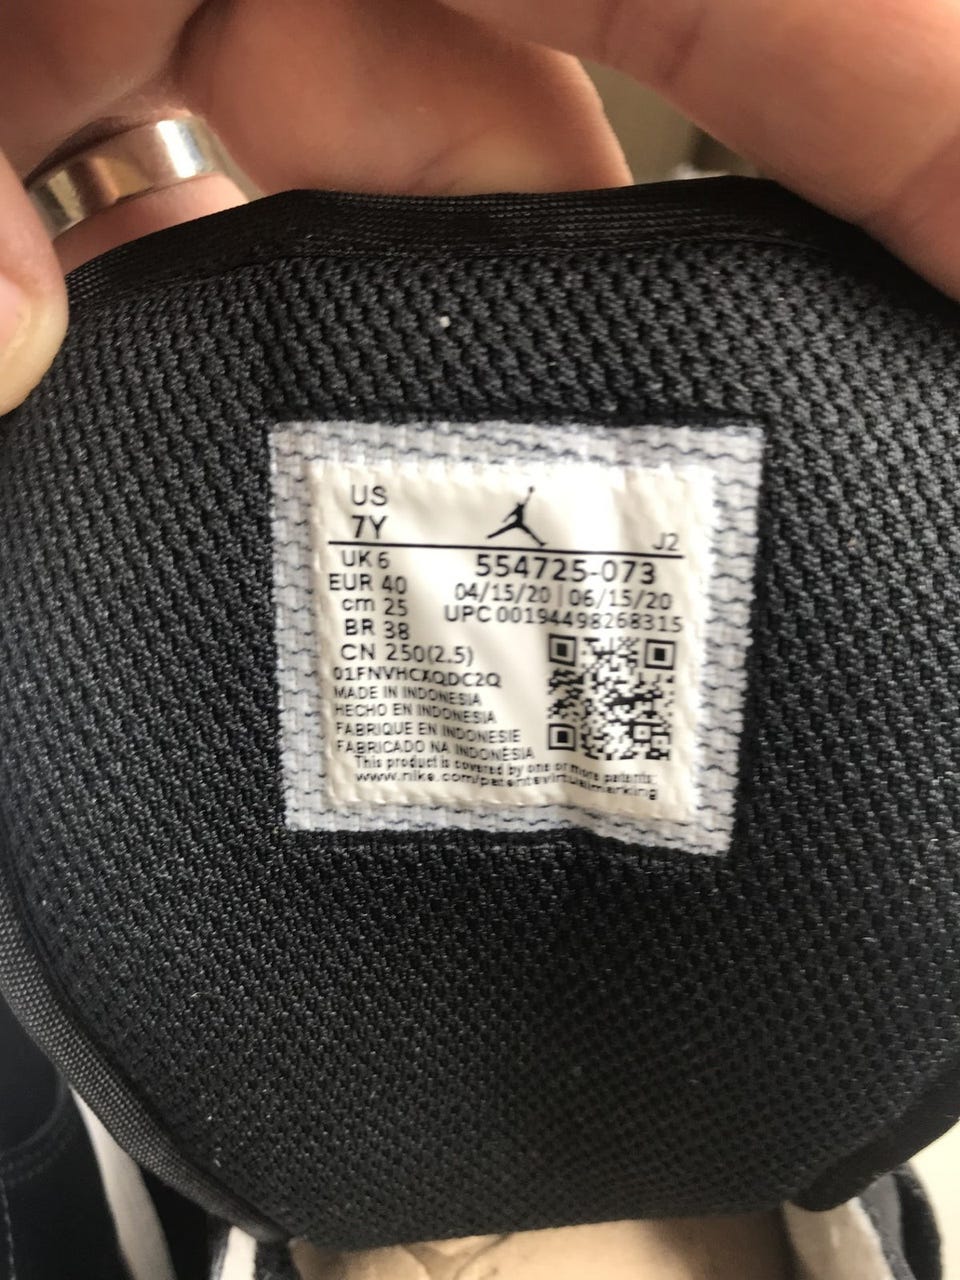 US
7Y
J2
UK 6
EUR 40
cm 25
BR 38
CN 250(2.5)
554725-073
04/15/20 | 06/15/20
UPC 00194498268315
01FNVHCXQDC2Q
MADE IN INDONESIA
HECHO EN INDONESIA
FABRIQUE EN INDONESIE
FABRICADO NA INDONÉSIA
This product is covered by one or more patents:
www.nike.com/patentsvirtualmarking